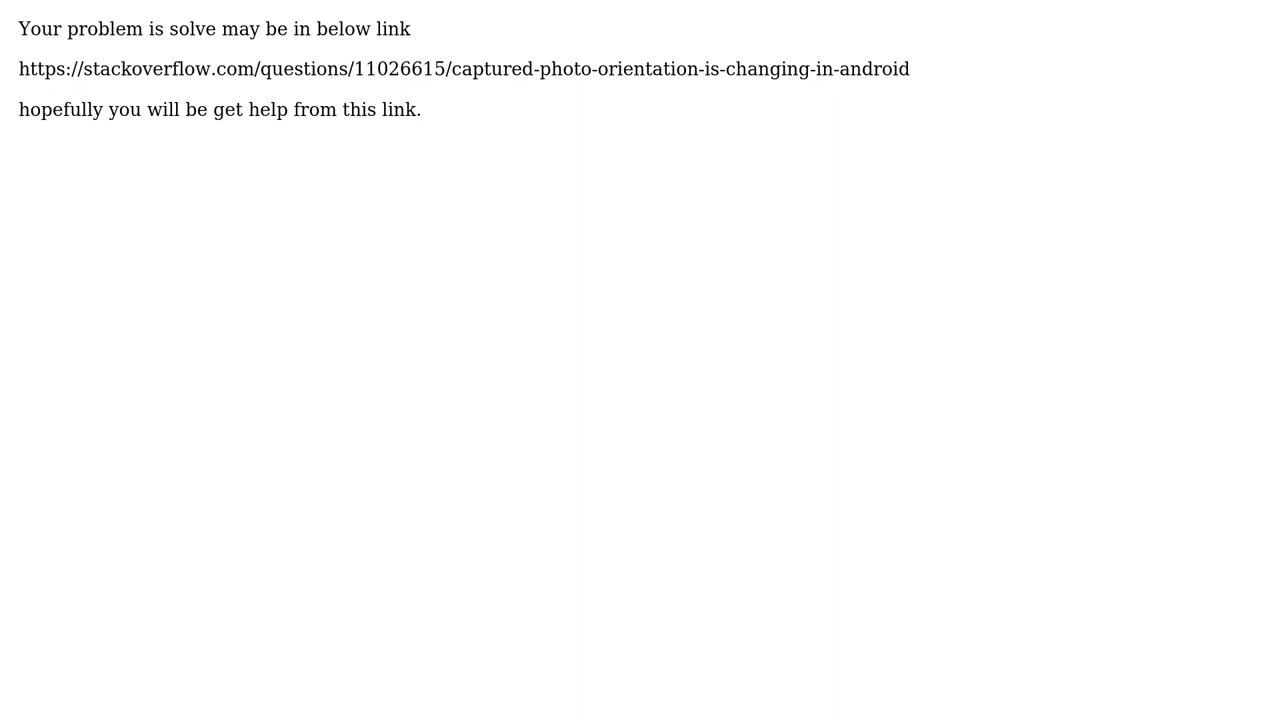 Your problem is solve may be in below link
https://stackoverflow.com/questions/11026615/captured-photo-orientation-is-changing-in-android
hopefully you will be get help from this link.